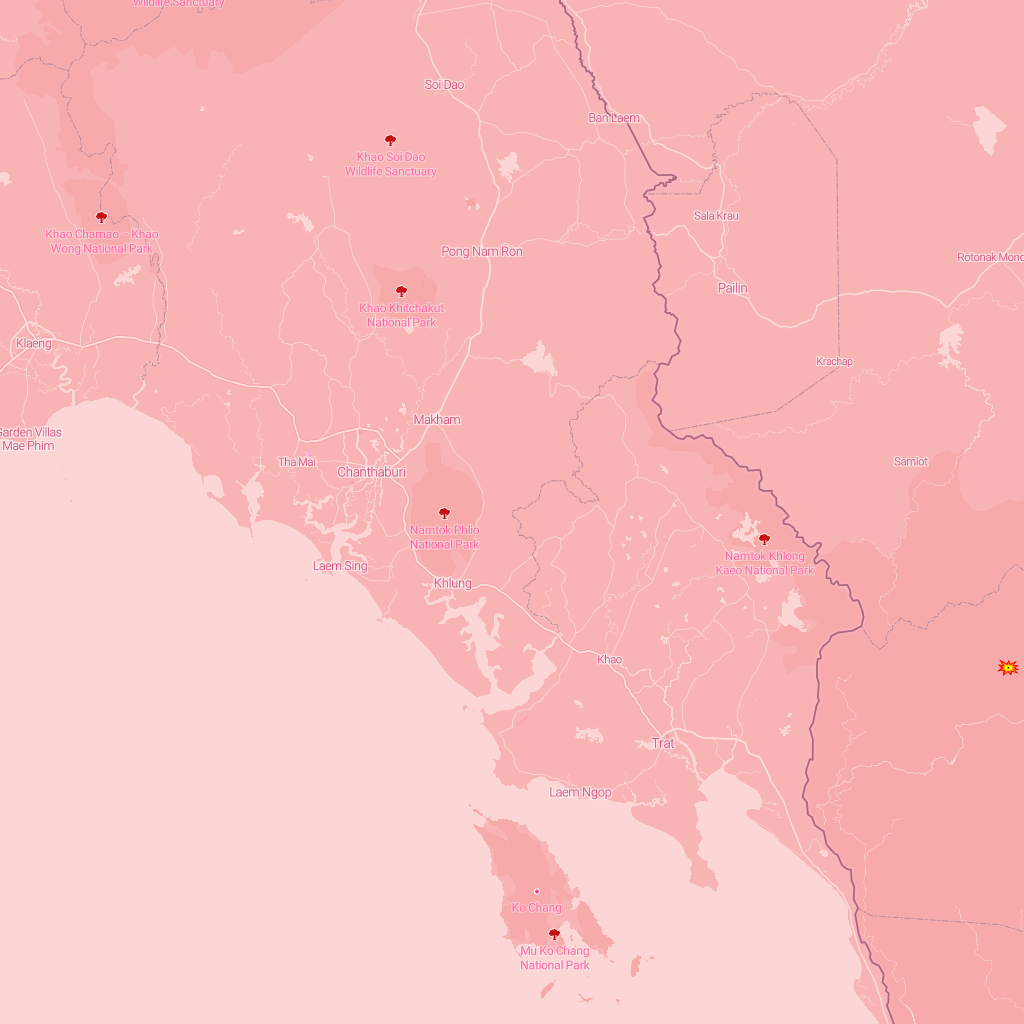 Wildlife Sanctuary
Soi Dao
Ban Laem
Khao Soi Dao
Wildlife Sanctuary
Sala Krau
Khao Chamao - Khao
Wong National Park
Pong Nam Ron
Rotonak Mono
Pailin
Khao Khitchakut
National Park
Klaeng
Krachap
Makham
Garden Villas
Mae Phim
Tha Mai
Chanthaburi
Samlot
Namtok Phlio
National Park
Namtok Khlong
Kaeo National Park
Laem Sing
Khlung
Khao
Trat
Laem Ngop
Ko Chang
Mu Ko Chang
National Park